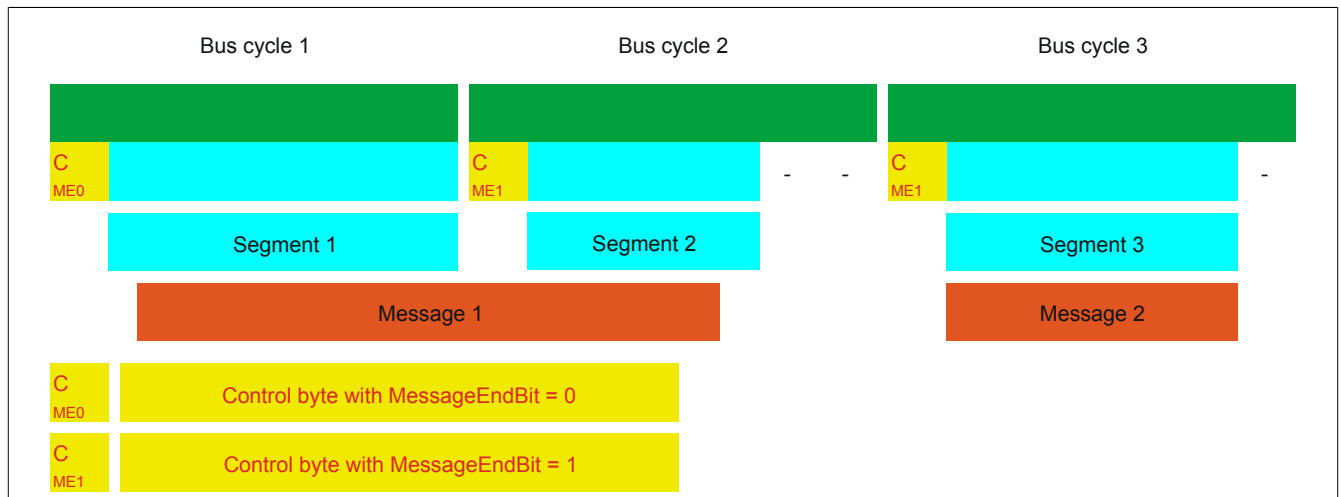 Bus cycle 1 Bus cycle 2 Bus cycle 3
C C - - C -
ME0 ME1 ME1
Segment 1 Segment 2 Segment 3
Message 1 Message 2
C
ME0
Control byte with MessageEndBit = 0
C
ME1
Control byte with MessageEndBit = 1